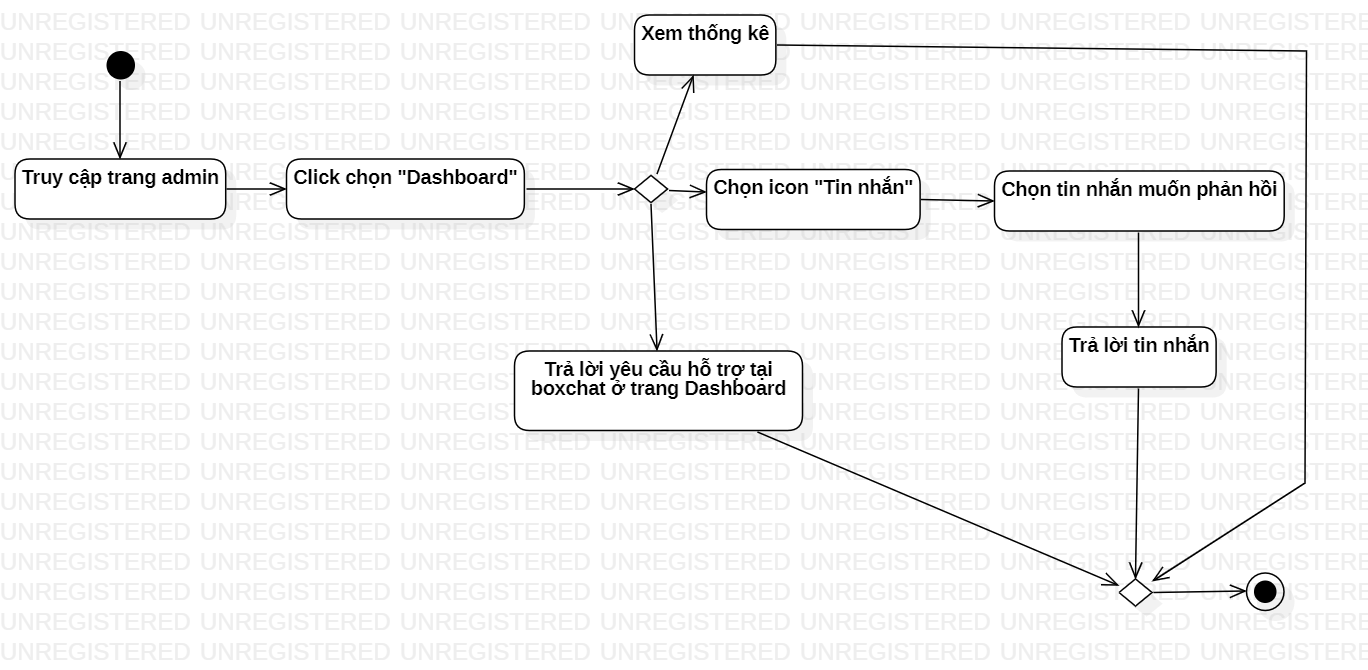 Xem thống kê
Truy cập trang admin
Click chọn "Dashboard"
Chọn icon "Tin nhắn"
Chọn tin nhắn muốn phản hồi
Trả lời yêu cầu hỗ trợ tại
boxchat ở trang Dashboard
Trả lời tin nhắn
UNREGISTERED